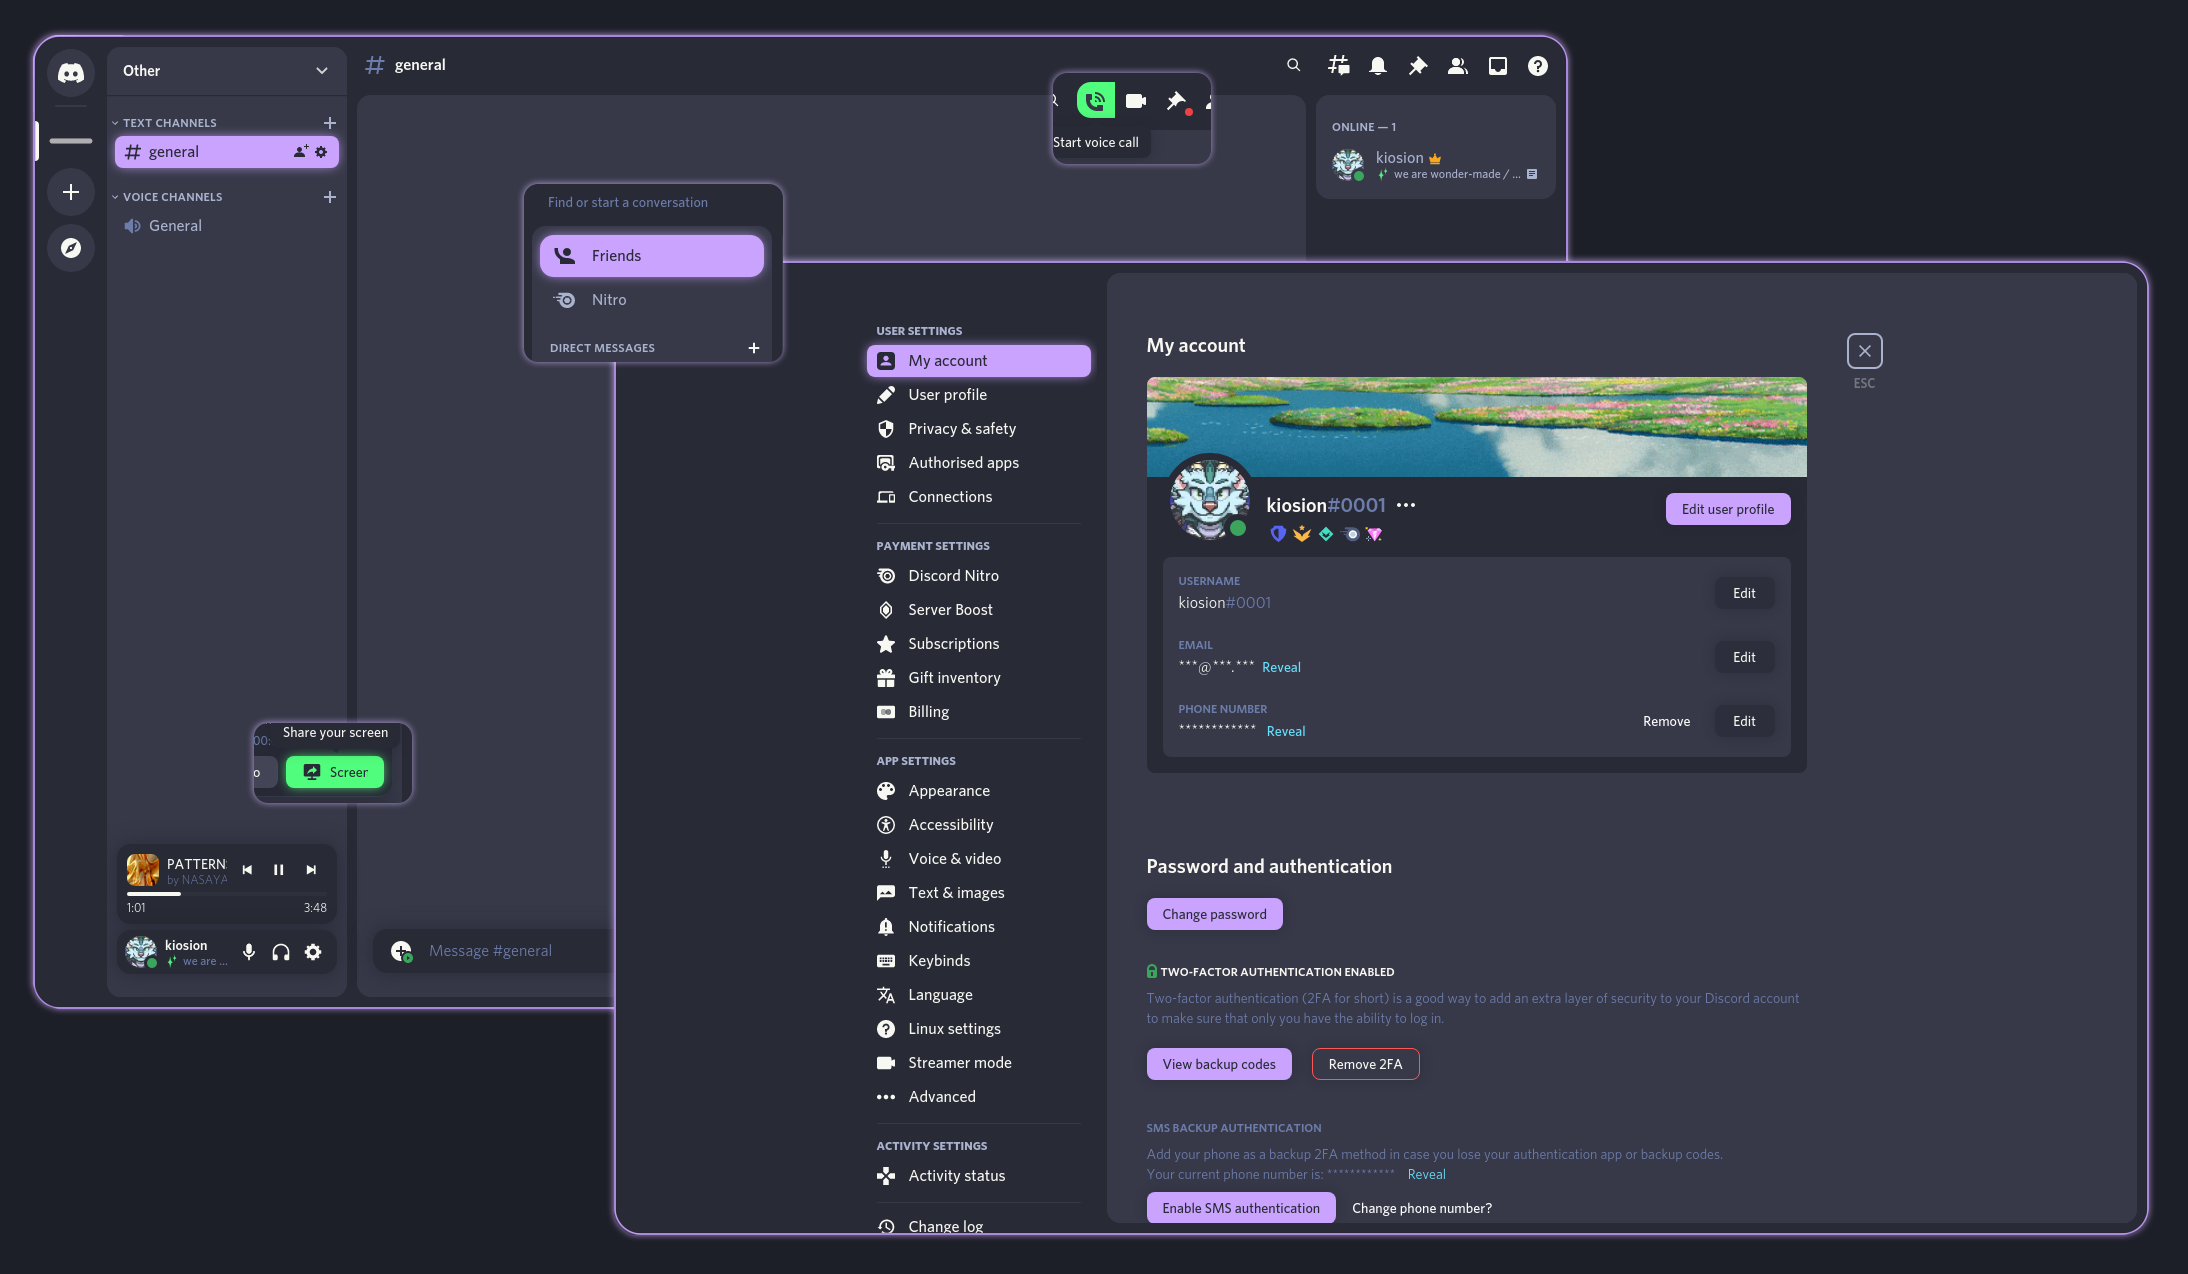 Other
TEXT CHANNELS
general
VOICE CHANNELS
General
general
Start voice call
ONLINE — 1
kiosion
we are wonder-made / ...
Find or start a conversation
Friends
Nitro
DIRECT MESSAGES
00:
Share your screen
o
Screen
PATTERN
by NASAYA
1:01
3:48
kiosion
we are ...
Message #general
USER SETTINGS
My account
User profile
Privacy & safety
Authorised apps
Connections
PAYMENT SETTINGS
Discord Nitro
Server Boost
Subscriptions
Gift inventory
Billing
APP SETTINGS
Appearance
Accessibility
Voice & video
Text & images
Notifications
Keybinds
Language
Linux settings
Streamer mode
Advanced
ACTIVITY SETTINGS
Activity status
Change log
My account
ESC
kiosion#0001
Edit user profile
USERNAME
kiosion#0001
Edit
EMAIL
***@***.*** Reveal
Edit
PHONE NUMBER
************ Reveal
Remove
Edit
Password and authentication
Change password
TWO-FACTOR AUTHENTICATION ENABLED
Two-factor authentication (2FA for short) is a good way to add an extra layer of security to your Discord account
to make sure that only you have the ability to log in.
View backup codes
Remove 2FA
SMS BACKUP AUTHENTICATION
Add your phone as a backup 2FA method in case you lose your authentication app or backup codes.
Your current phone number is: ************ Reveal
Enable SMS authentication
Change phone number?